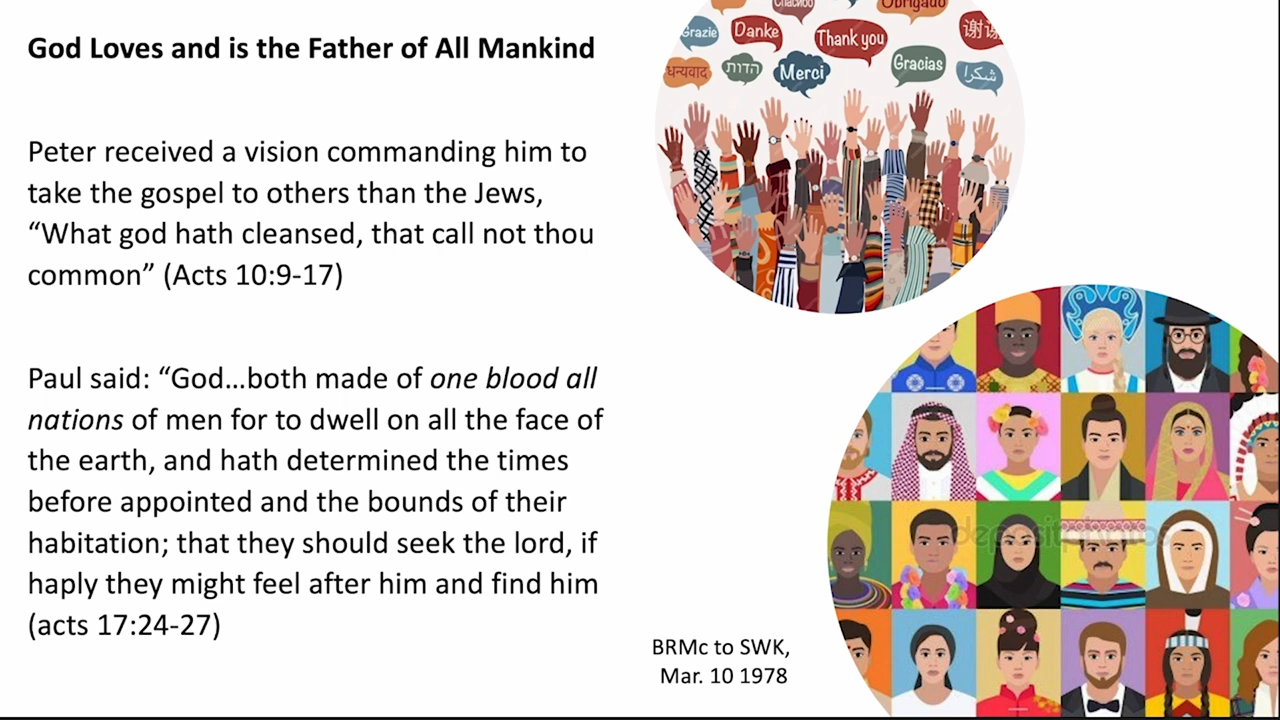 God Loves and is the Father of All Mankind
Peter received a vision commanding him to
take the gospel to others than the Jews,
“What god hath cleansed, that call not thou
common” (Acts 10:9-17)
Paul said: “God...both made of one blood all
nations of men for to dwell on all the face of
the earth, and hath determined the times
before appointed and the bounds of their
habitation; that they should seek the lord, if
haply they might feel after him and find him
(acts 17:24-27)
Спасибо
Obrigado
Grazie
Danke
Thank you
谢谢
धन्यवाद
הדות
Merci
Gracias
شكرا
depositphotos
BRMc to SWK,
Mar. 10 1978